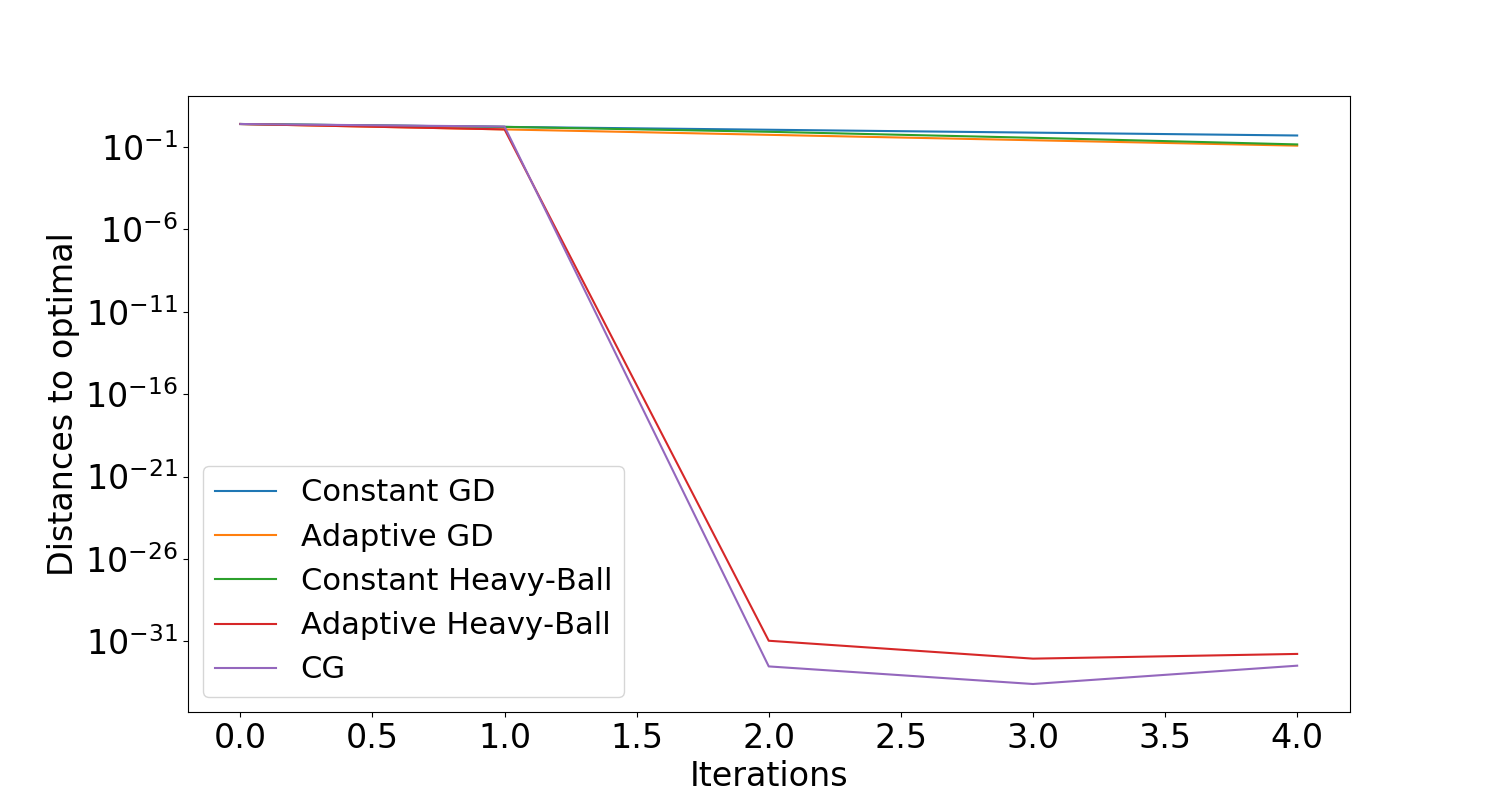 Distances to optimal
10⁻¹
10⁻⁶
10⁻¹¹
10⁻¹⁶
10⁻²¹
10⁻²⁶
10⁻³¹
Constant GD
Adaptive GD
Constant Heavy-Ball
Adaptive Heavy-Ball
CG
0.0 0.5 1.0 1.5 2.0 2.5 3.0 3.5 4.0
Iterations